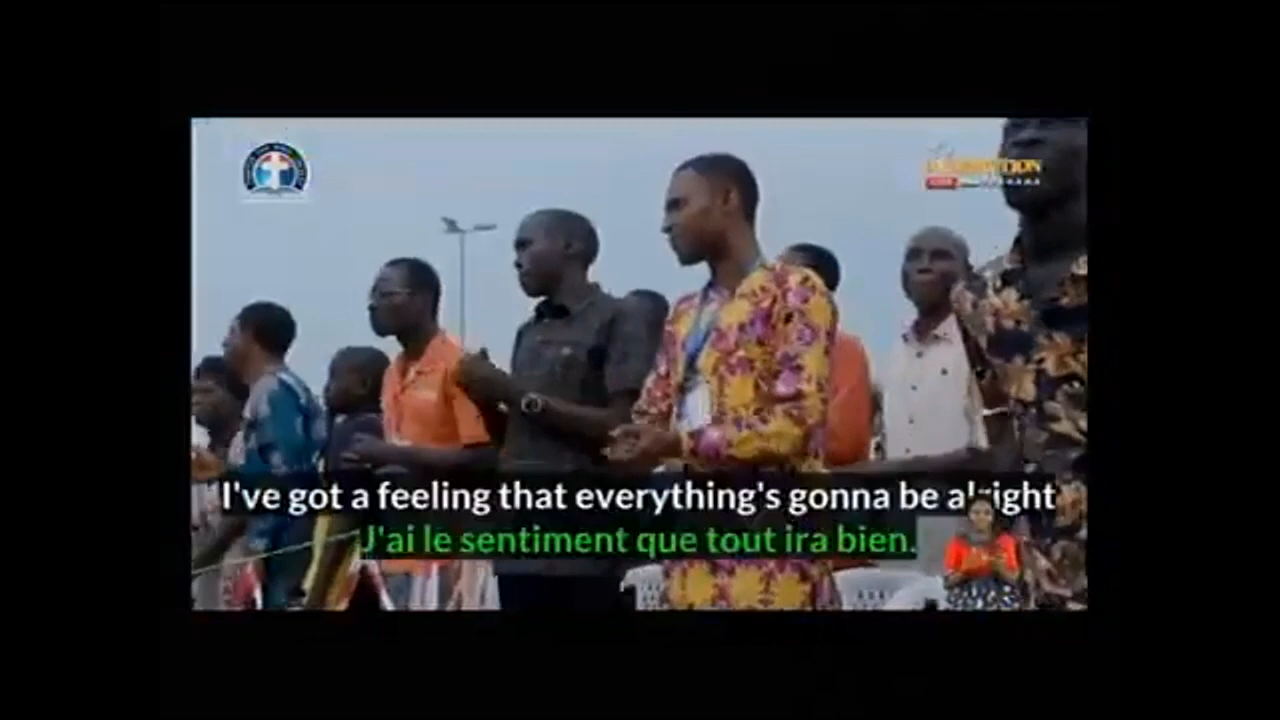 I've got a feeling that everything's gonna be alright
J'ai le sentiment que tout ira bien.